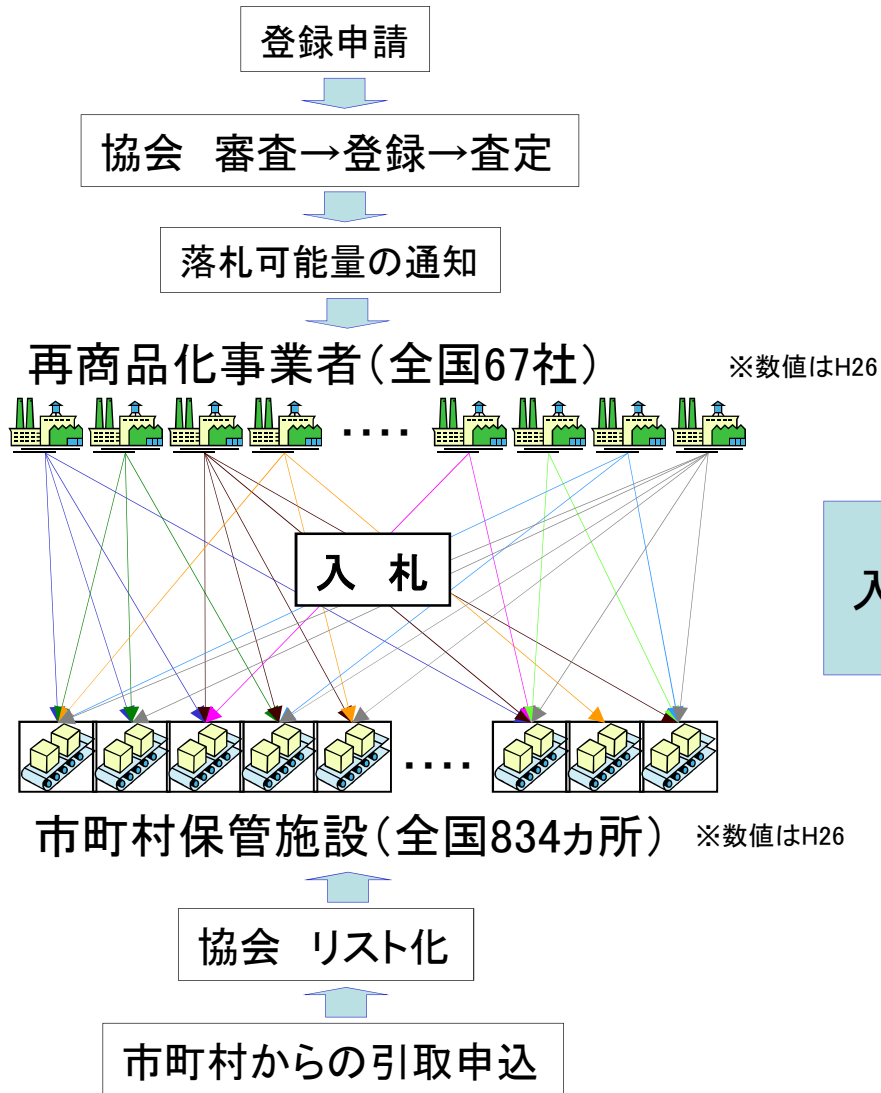 登録申請
協会　審査→登録→査定
落札可能量の通知
再商品化事業者(全国67社)
※数値はH26
‥‥
入　札
入
‥‥
市町村保管施設(全国834ヵ所)
※数値はH26
協会　リスト化
市町村からの引取申込